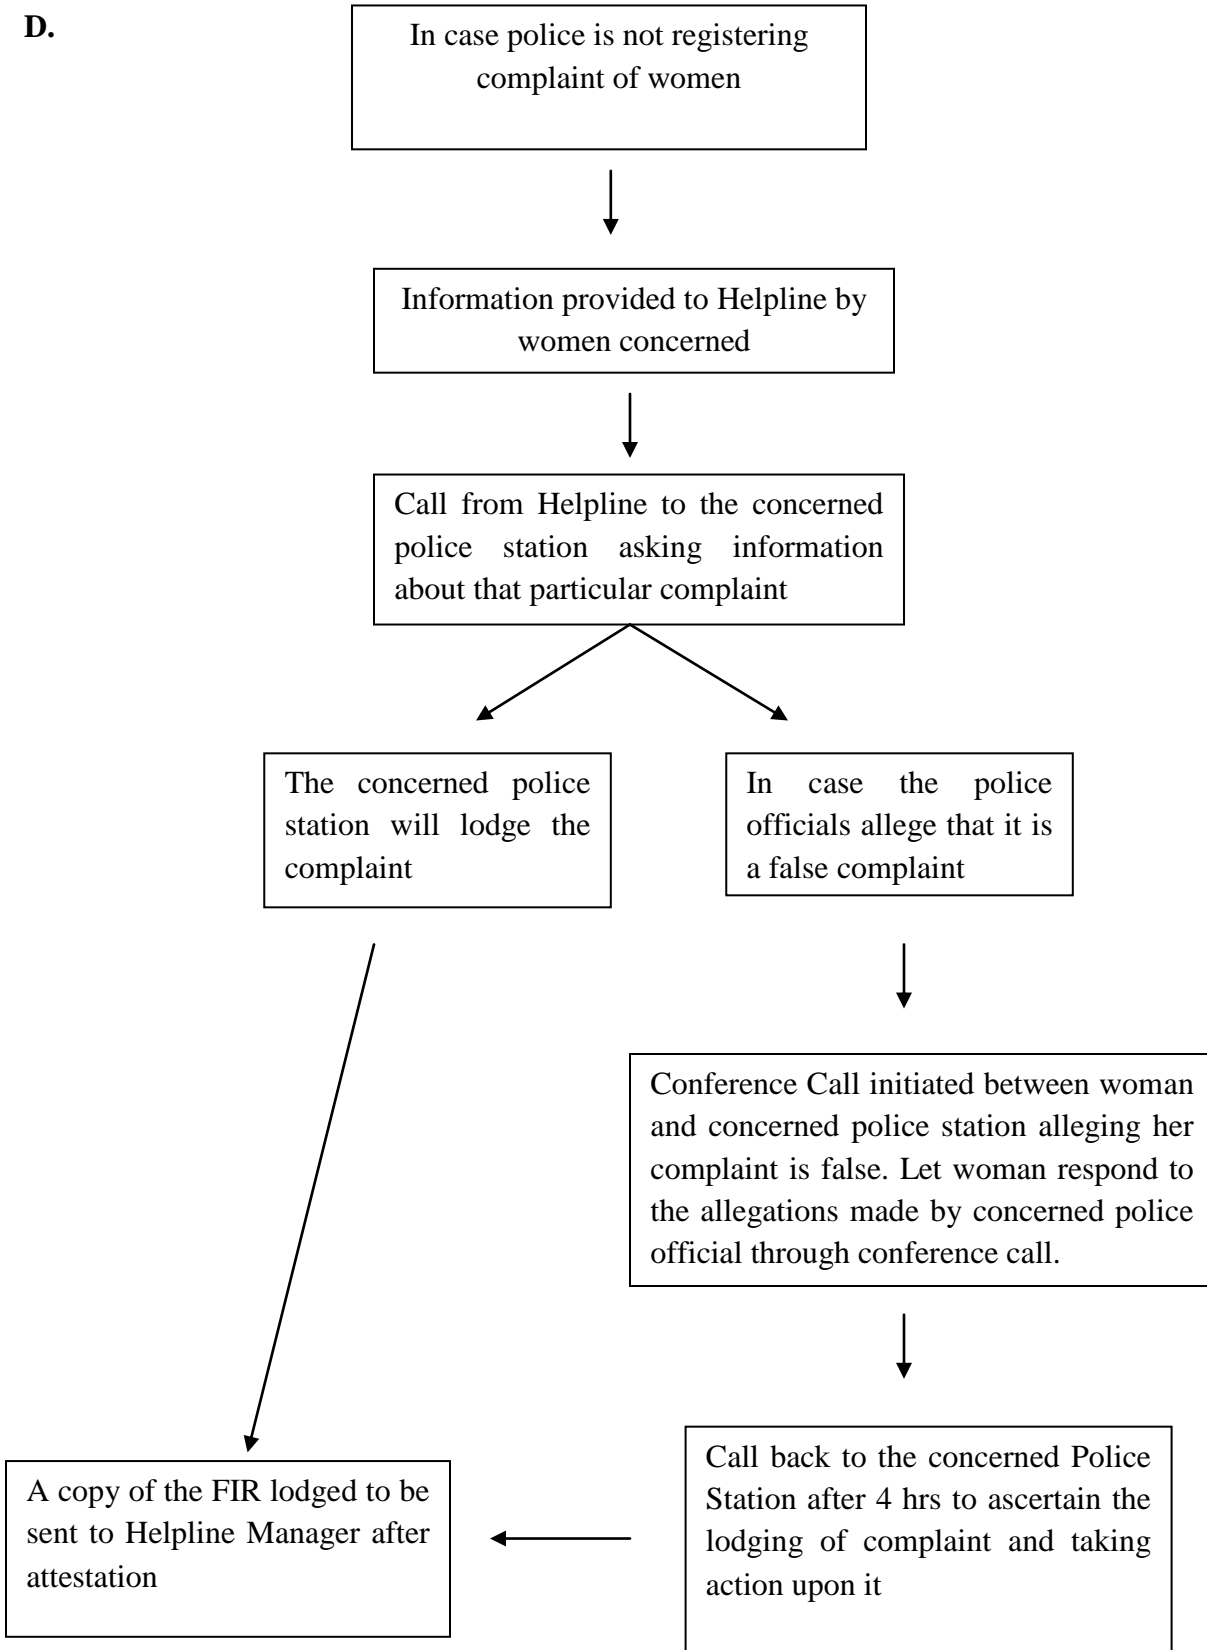 D.
In case police is not registering
complaint of women
Information provided to Helpline by
women concerned
Call from Helpline to the concerned
police station asking information
about that particular complaint
The concerned police
station will lodge the
complaint
In case the police
officials allege that it is
a false complaint
Conference Call initiated between woman
and concerned police station alleging her
complaint is false. Let woman respond to
the allegations made by concerned police
official through conference call.
A copy of the FIR lodged to be
sent to Helpline Manager after
attestation
Call back to the concerned Police
Station after 4 hrs to ascertain the
lodging of complaint and taking
action upon it